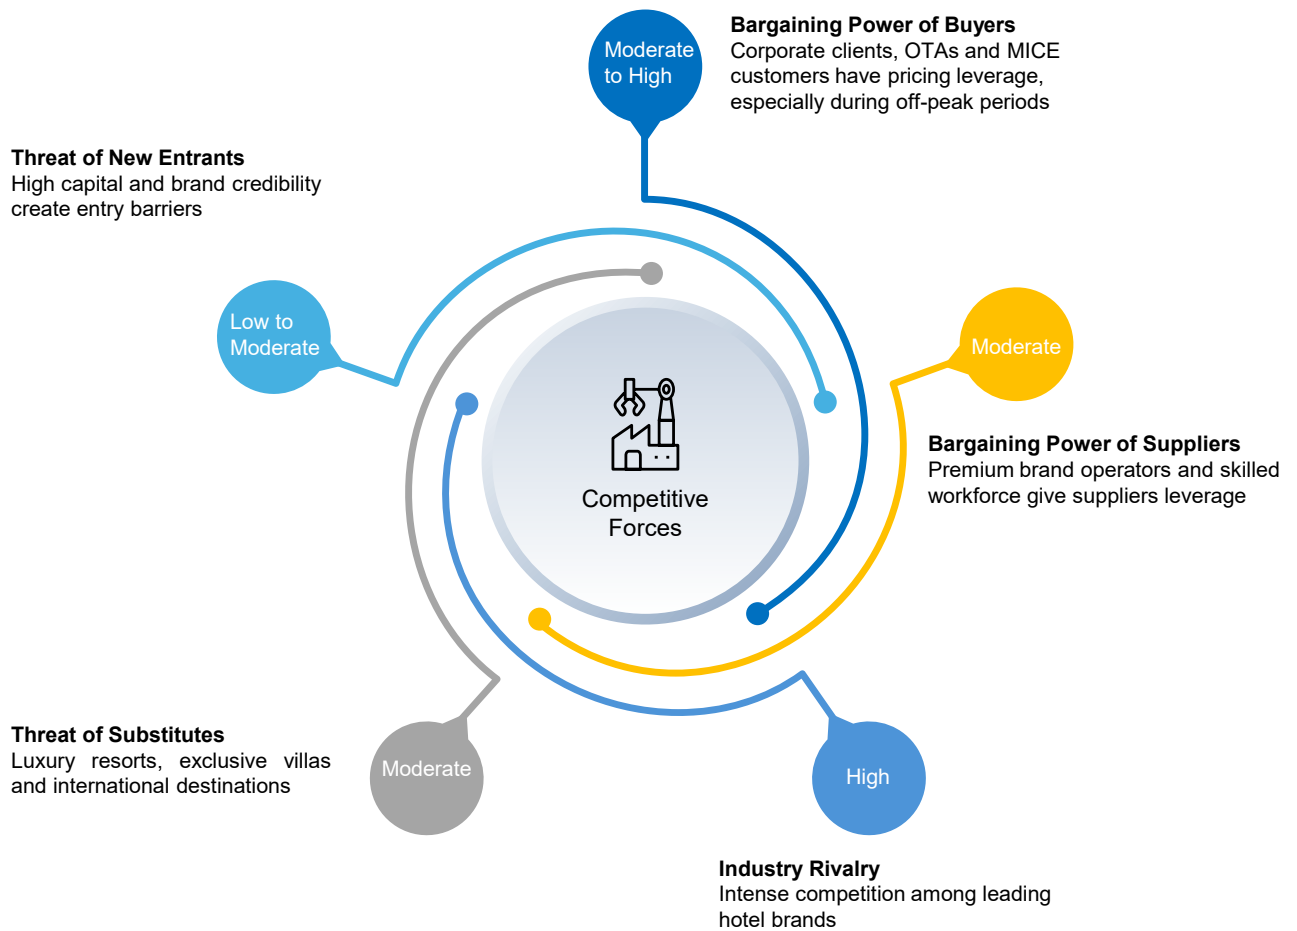 Moderate
to High
Bargaining Power of Buyers
Corporate clients, OTAs and MICE
customers have pricing leverage,
especially during off-peak periods
Threat of New Entrants
High capital and brand credibility
create entry barriers
Low to
Moderate
Moderate
Bargaining Power of Suppliers
Premium brand operators and skilled
workforce give suppliers leverage
Competitive
Forces
Threat of Substitutes
Luxury resorts, exclusive villas
and international destinations
Moderate
High
Industry Rivalry
Intense competition among leading
hotel brands